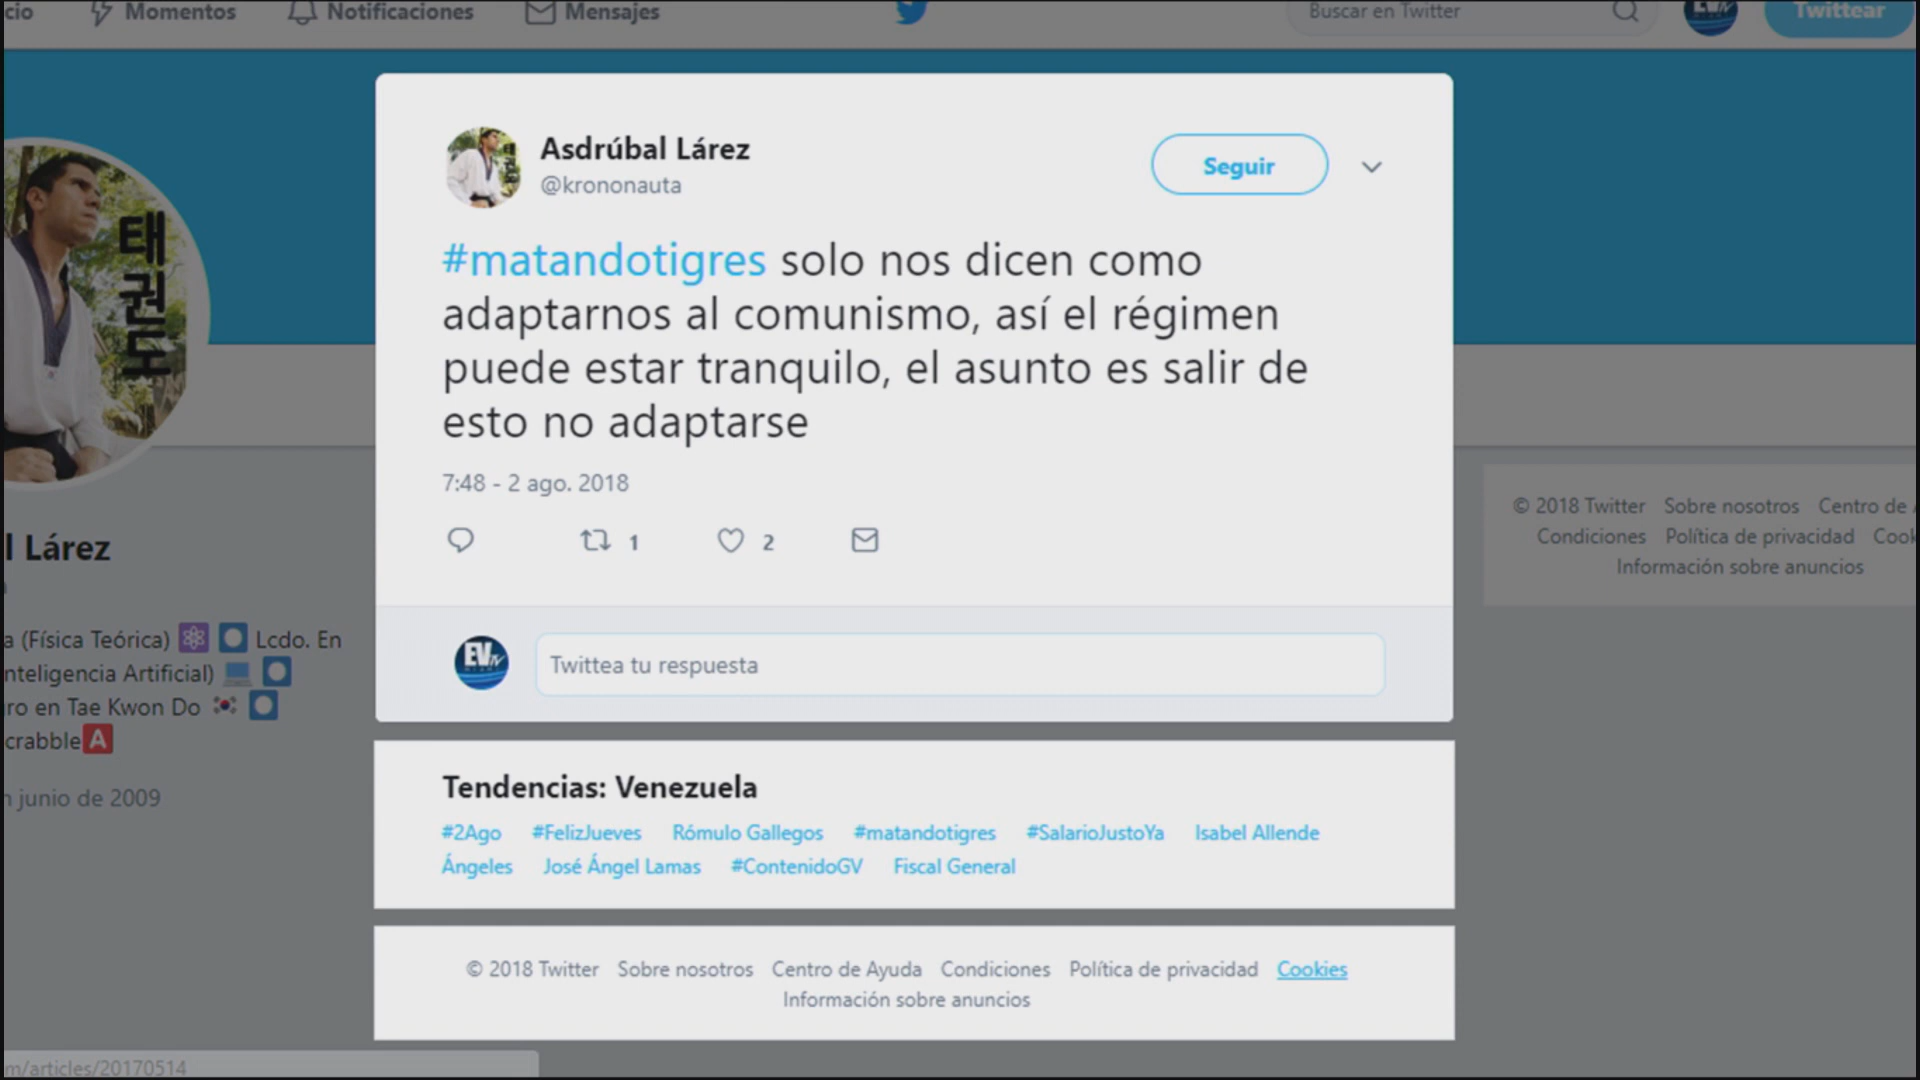 cio Momentos Notificaciones Mensajes Buscar en Twitter Twittear
Asdrúbal Lárez
@krononauta
Seguir
#matandotigres solo nos dicen como
adaptarnos al comunismo, así el régimen
puede estar tranquilo, el asunto es salir de
esto no adaptarse
7:48 - 2 ago. 2018
1 2
EVtv
Twittea tu respuesta
Tendencias: Venezuela
#2Ago #FelizJueves Rómulo Gallegos #matandotigres #SalarioJustoYa Isabel Allende
Ángeles José Ángel Lamas #ContenidoGV Fiscal General
© 2018 Twitter Sobre nosotros Centro de Ayuda Condiciones Política de privacidad Cookies
Información sobre anuncios
태권도
l Lárez
a (Física Teórica) Lcdo. En
nteligencia Artificial)
ro en Tae Kwon Do
crabble A
junio de 2009
© 2018 Twitter Sobre nosotros Centro de
Condiciones Política de privacidad Cook
Información sobre anuncios
m/articles/20170514